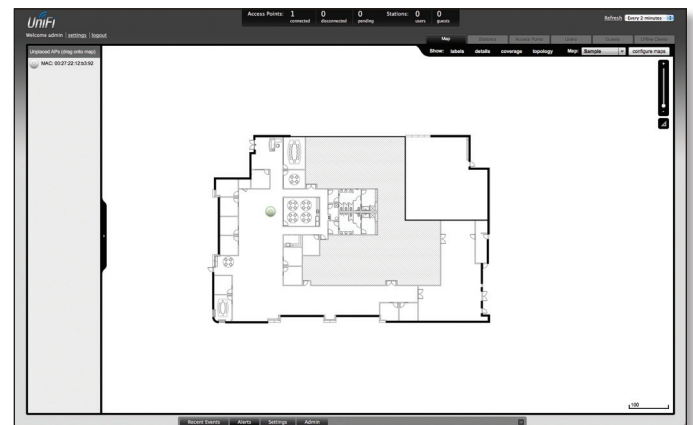 UniFi
Access Points: 1 connected 0 disconnected 0 pending Stations: 0 users 0 guests
Refresh Every 2 minutes
Welcome admin | settings | logout
Map Statistics Access Points Users Guests Offline Clients
Unplaced APs (drag onto map)
Show: labels details coverage topology Map: Sample configure maps
MAC: 00:27:22:12:b3:92
100
Recent Events Alerts Settings Admin